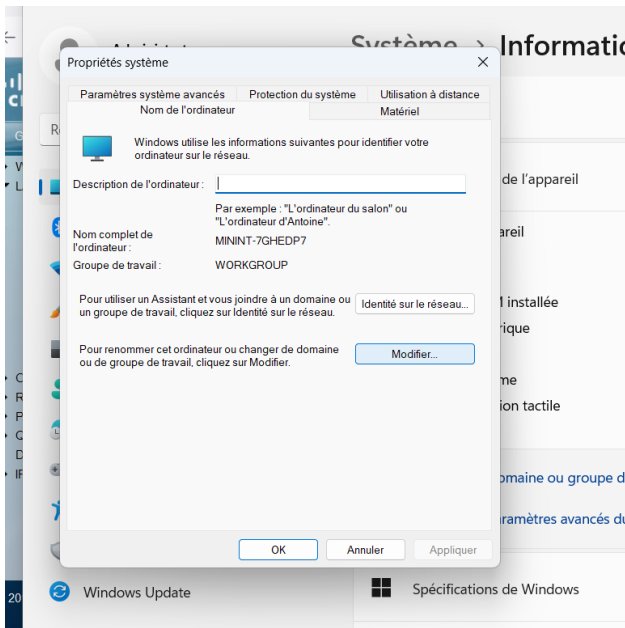 Système > Informatic
Propriétés système
Paramètres système avancés
Protection du système
Utilisation à distance
Nom de l'ordinateur
Matériel
Windows utilise les informations suivantes pour identifier votre
ordinateur sur le réseau.
Description de l'ordinateur :
Par exemple : "L'ordinateur du salon" ou
"L'ordinateur d'Antoine".
Nom complet de
l'ordinateur :
MININT-7GHEDP7
Groupe de travail :
WORKGROUP
Pour utiliser un Assistant et vous joindre à un domaine ou
un groupe de travail, cliquez sur Identité sur le réseau.
Identité sur le réseau...
Pour renommer cet ordinateur ou changer de domaine
ou de groupe de travail, cliquez sur Modifier.
Modifier...
OK
Annuler
Appliquer
de l'appareil
areil
installée
rique
me
ion tactile
omaine ou groupe d
ramètres avancés du
Windows Update
Spécifications de Windows
20